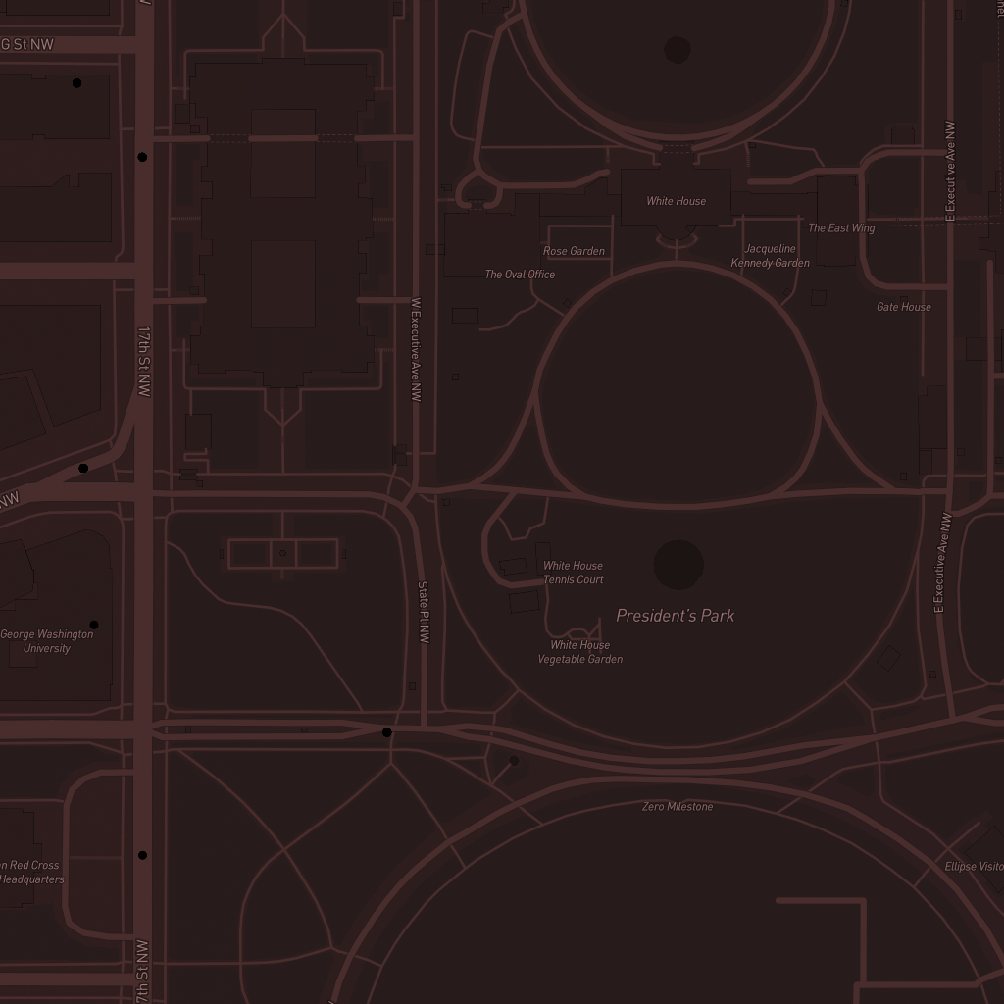 G St NW
E Executive Ave NW
White House
The East Wing
Rose Garden
Jacqueline
Kennedy Garden
The Oval Office
Gate House
W Executive Ave NW
17th St NW
NW
E Executive Ave NW
White House
Tennis Court
State Pl NW
President's Park
George Washington
University
White House
Vegetable Garden
Zero Milestone
n Red Cross
Headquarters
Ellipse Visito
7th St NW